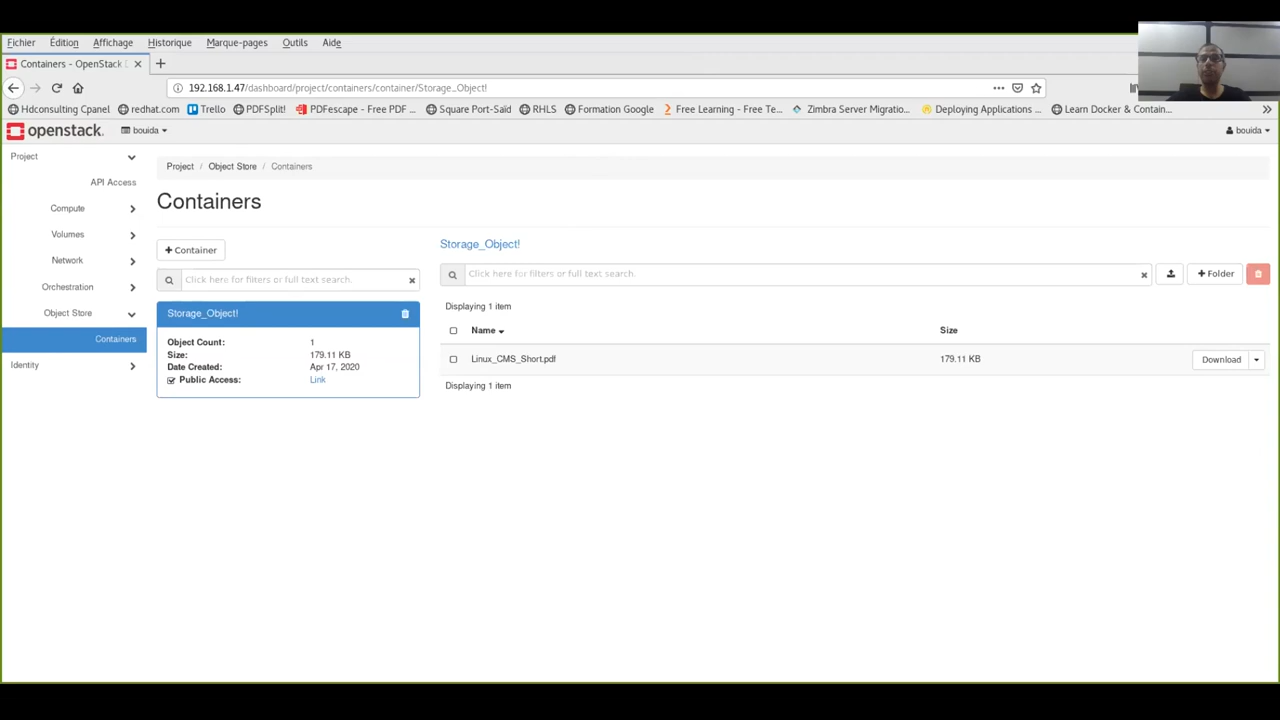 Fichier Édition Affichage Historique Marque-pages Outils Aide
Containers - OpenStack
192.168.1.47/dashboard/project/containers/container/Storage_Object!
Hdconsulting Cpanel redhat.com Trello PDFSplit! PDFescape - Free PDF ... Square Port-Saïd RHLS Formation Google Free Learning - Free Te... Zimbra Server Migratio... Deploying Applications ... Learn Docker & Contain...
openstack. bouida bouida
Project
API Access
Compute
Volumes
Network
Orchestration
Object Store
Containers
Identity
Project / Object Store / Containers
Containers
+ Container
Click here for filters or full text search.
Storage_Object!
Object Count: 1
Size: 179.11 KB
Date Created: Apr 17, 2020
Public Access: Link
Storage_Object!
Click here for filters or full text search. + Folder
Displaying 1 item
Name Size
Linux_CMS_Short.pdf 179.11 KB Download
Displaying 1 item